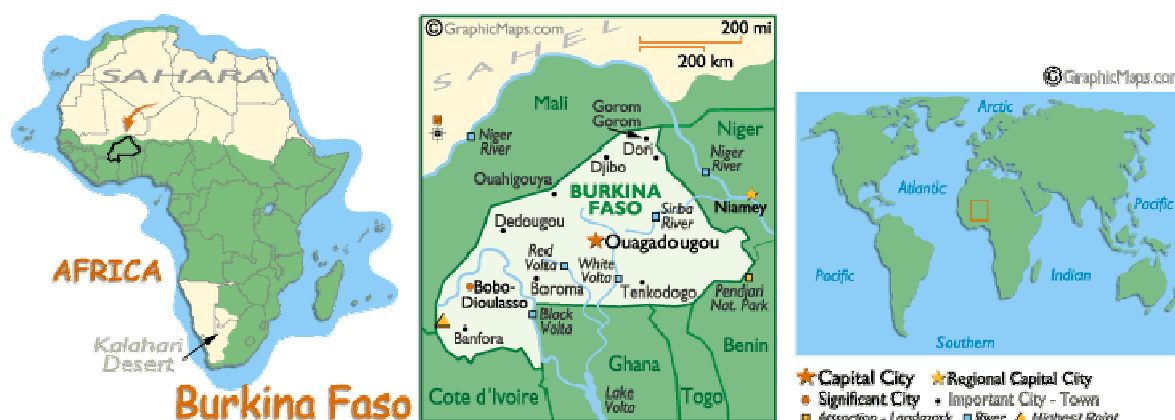 SAHARA
AFRICA
Kalahari
Desert
Burkina Faso
©GraphicMaps.com
200 mi
200 km
SAHEL
Mali
Gorom
Gorom
Niger
Niger
River
Dori
Djibo
Niger
River
Ouahigouya
BURKINA
FASO
Niamey
Sirba
River
Dedougou
Ouagadougou
Red
Volta
White
Volta
Bobo-
Dioulasso
Boroma
Tenkodogo
Pendjari
Nat. Park
Black
Volta
Banfora
Benin
Ghana
Cote d'Ivoire
Lake
Volta
Togo
©GraphicMaps.com
Arctic
Atlantic
Pacific
Pacific
Indian
Southern
Capital City
Regional Capital City
Significant City
Important City - Town
Attraction - Landmark
River
Highest Point